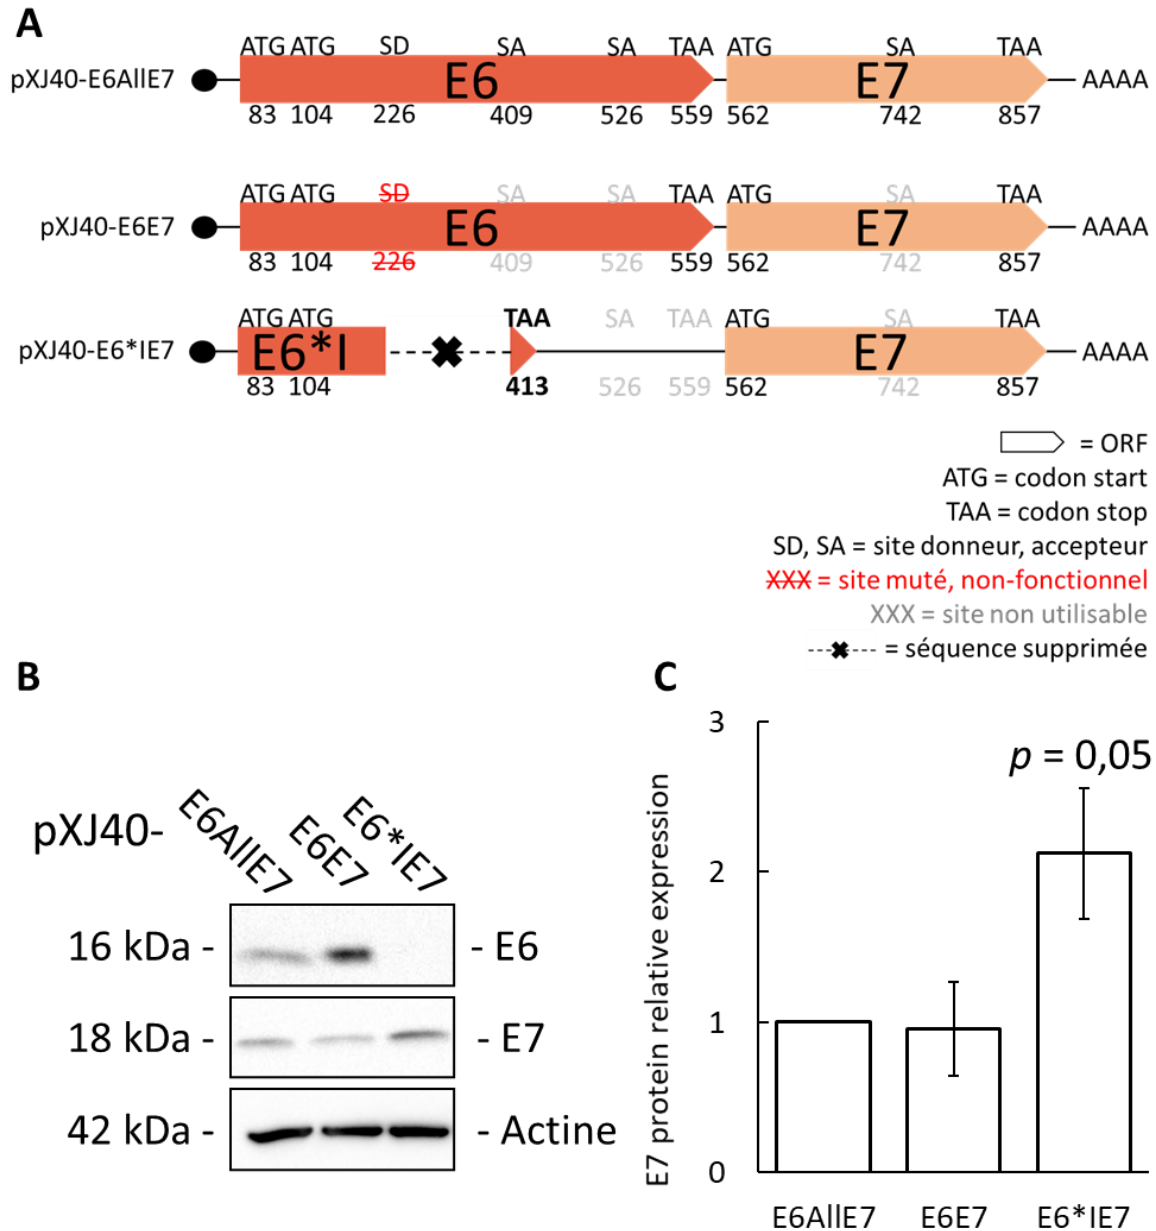 A
ATG ATG SD SA SA TAA ATG SA TAA
pXJ40-E6AllE7 E6 E7 AAAA
83 104 226 409 526 559 562 742 857
ATG ATG SD SA SA TAA ATG SA TAA
pXJ40-E6E7 E6 E7 AAAA
83 104 226 409 526 559 562 742 857
ATG ATG TAA SA TAA ATG SA TAA
pXJ40-E6*IE7 E6*I E7 AAAA
83 104 413 526 559 562 742 857
= ORF
ATG = codon start
TAA = codon stop
SD, SA = site donneur, accepteur
XXX = site muté, non-fonctionnel
XXX = site non utilisable
= séquence supprimée
B
pXJ40- E6AllE7 E6E7 E6*IE7
16 kDa - - E6
18 kDa - - E7
42 kDa - - Actine
C
E7 protein relative expression
3
2
1
0
p = 0,05
E6AllE7 E6E7 E6*IE7